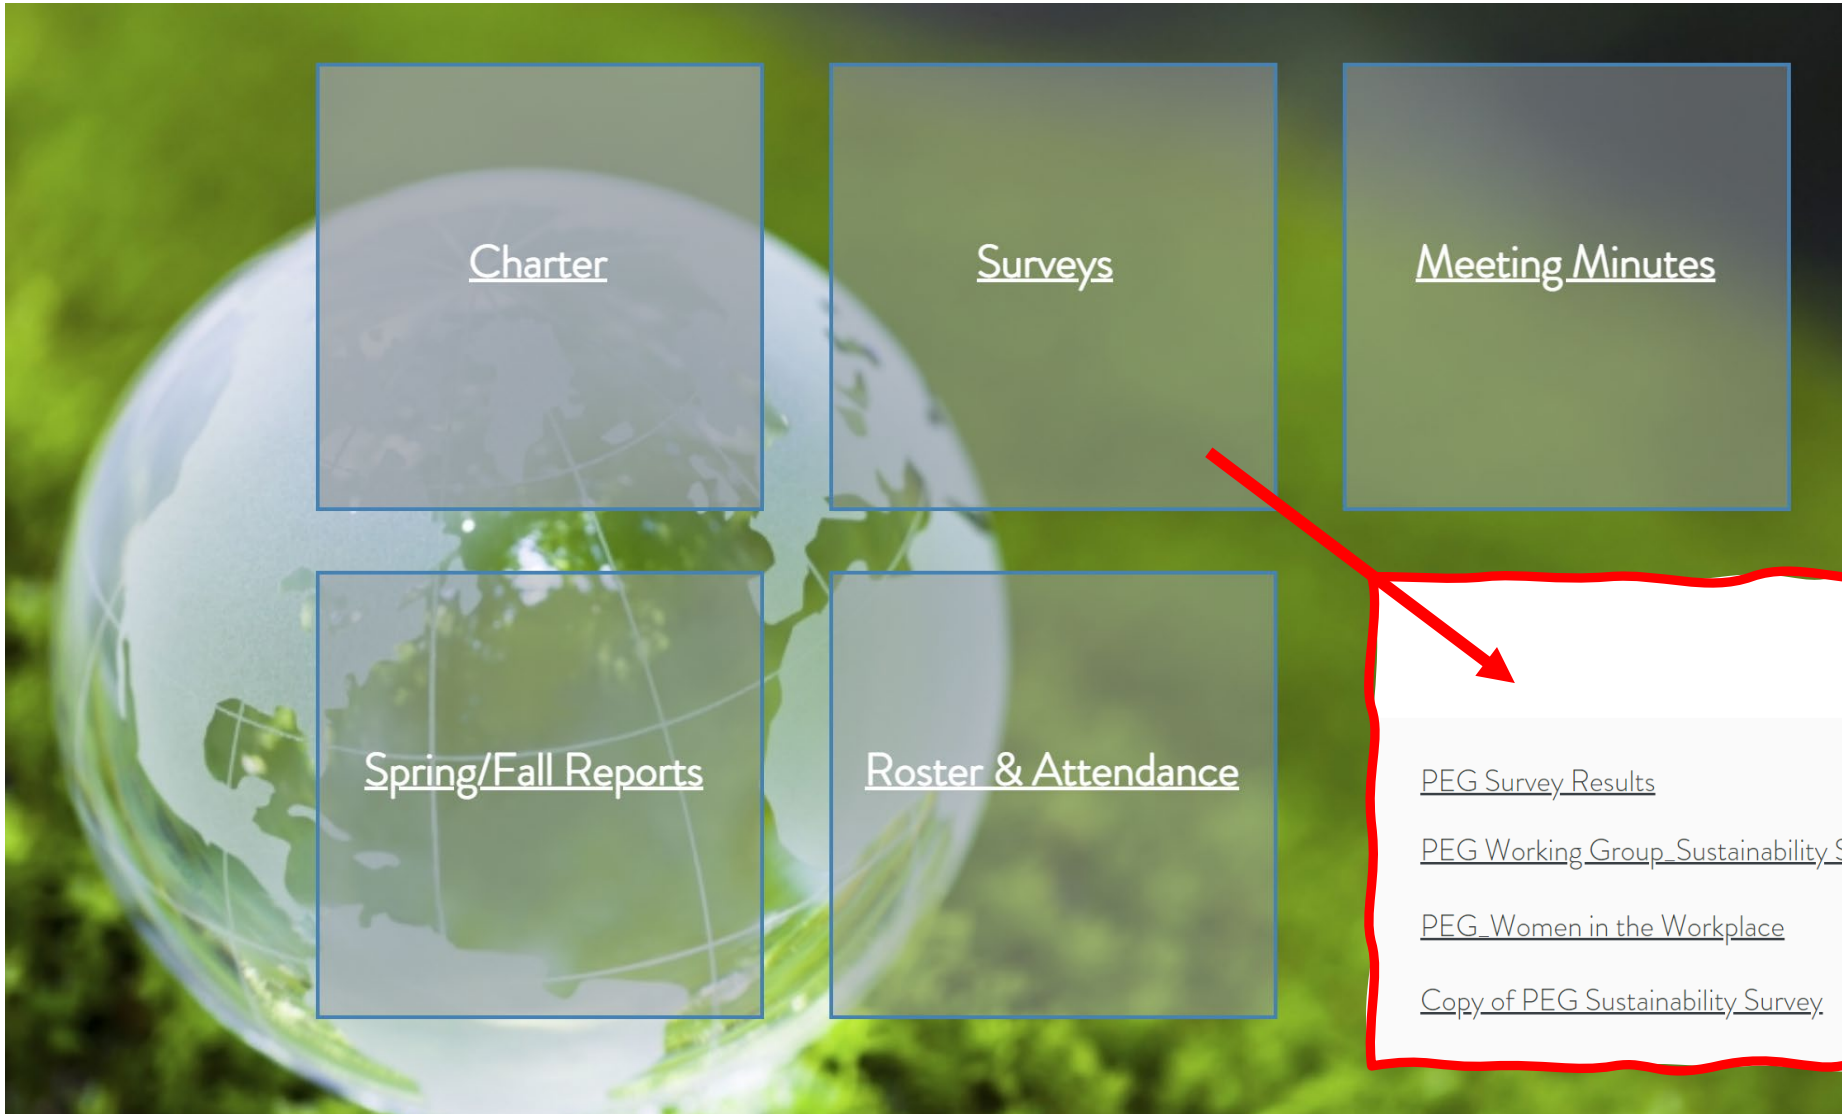 Charter
Surveys
Meeting Minutes
Spring/Fall Reports
Roster & Attendance
PEG Survey Results
PEG Working Group_Sustainability
PEG_Women in the Workplace
Copy of PEG Sustainability Survey